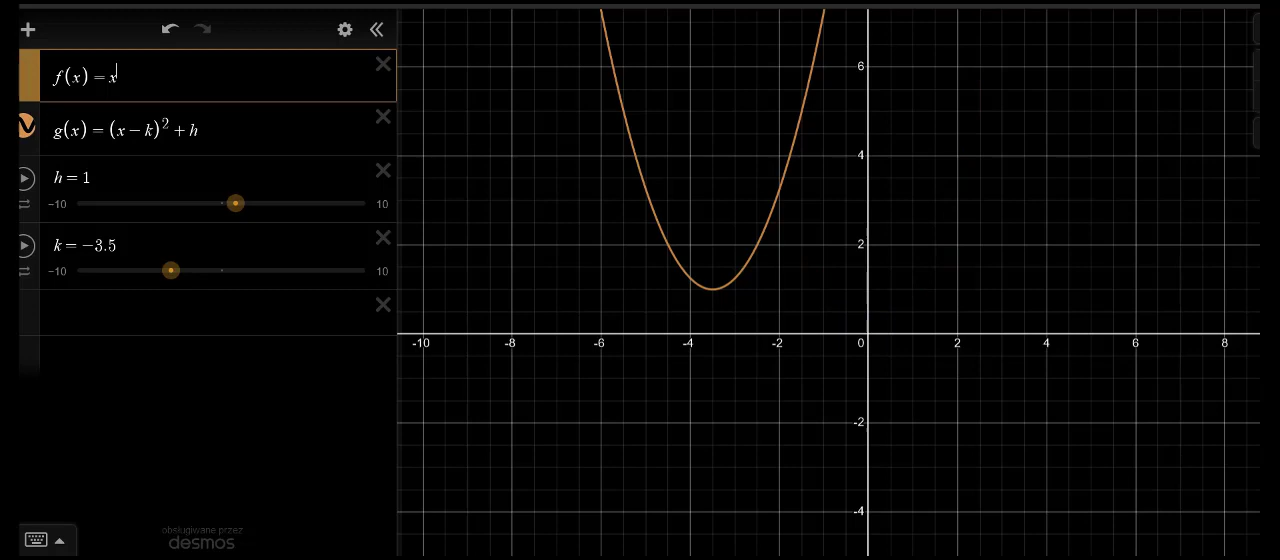 f(x) = x
g(x) = (x − k)² + h
h = 1
−10 10
k = −3.5
−10 10
obsługiwane przez
desmos
6
4
2
-10 -8 -6 -4 -2 0 2 4 6 8
-2
-4